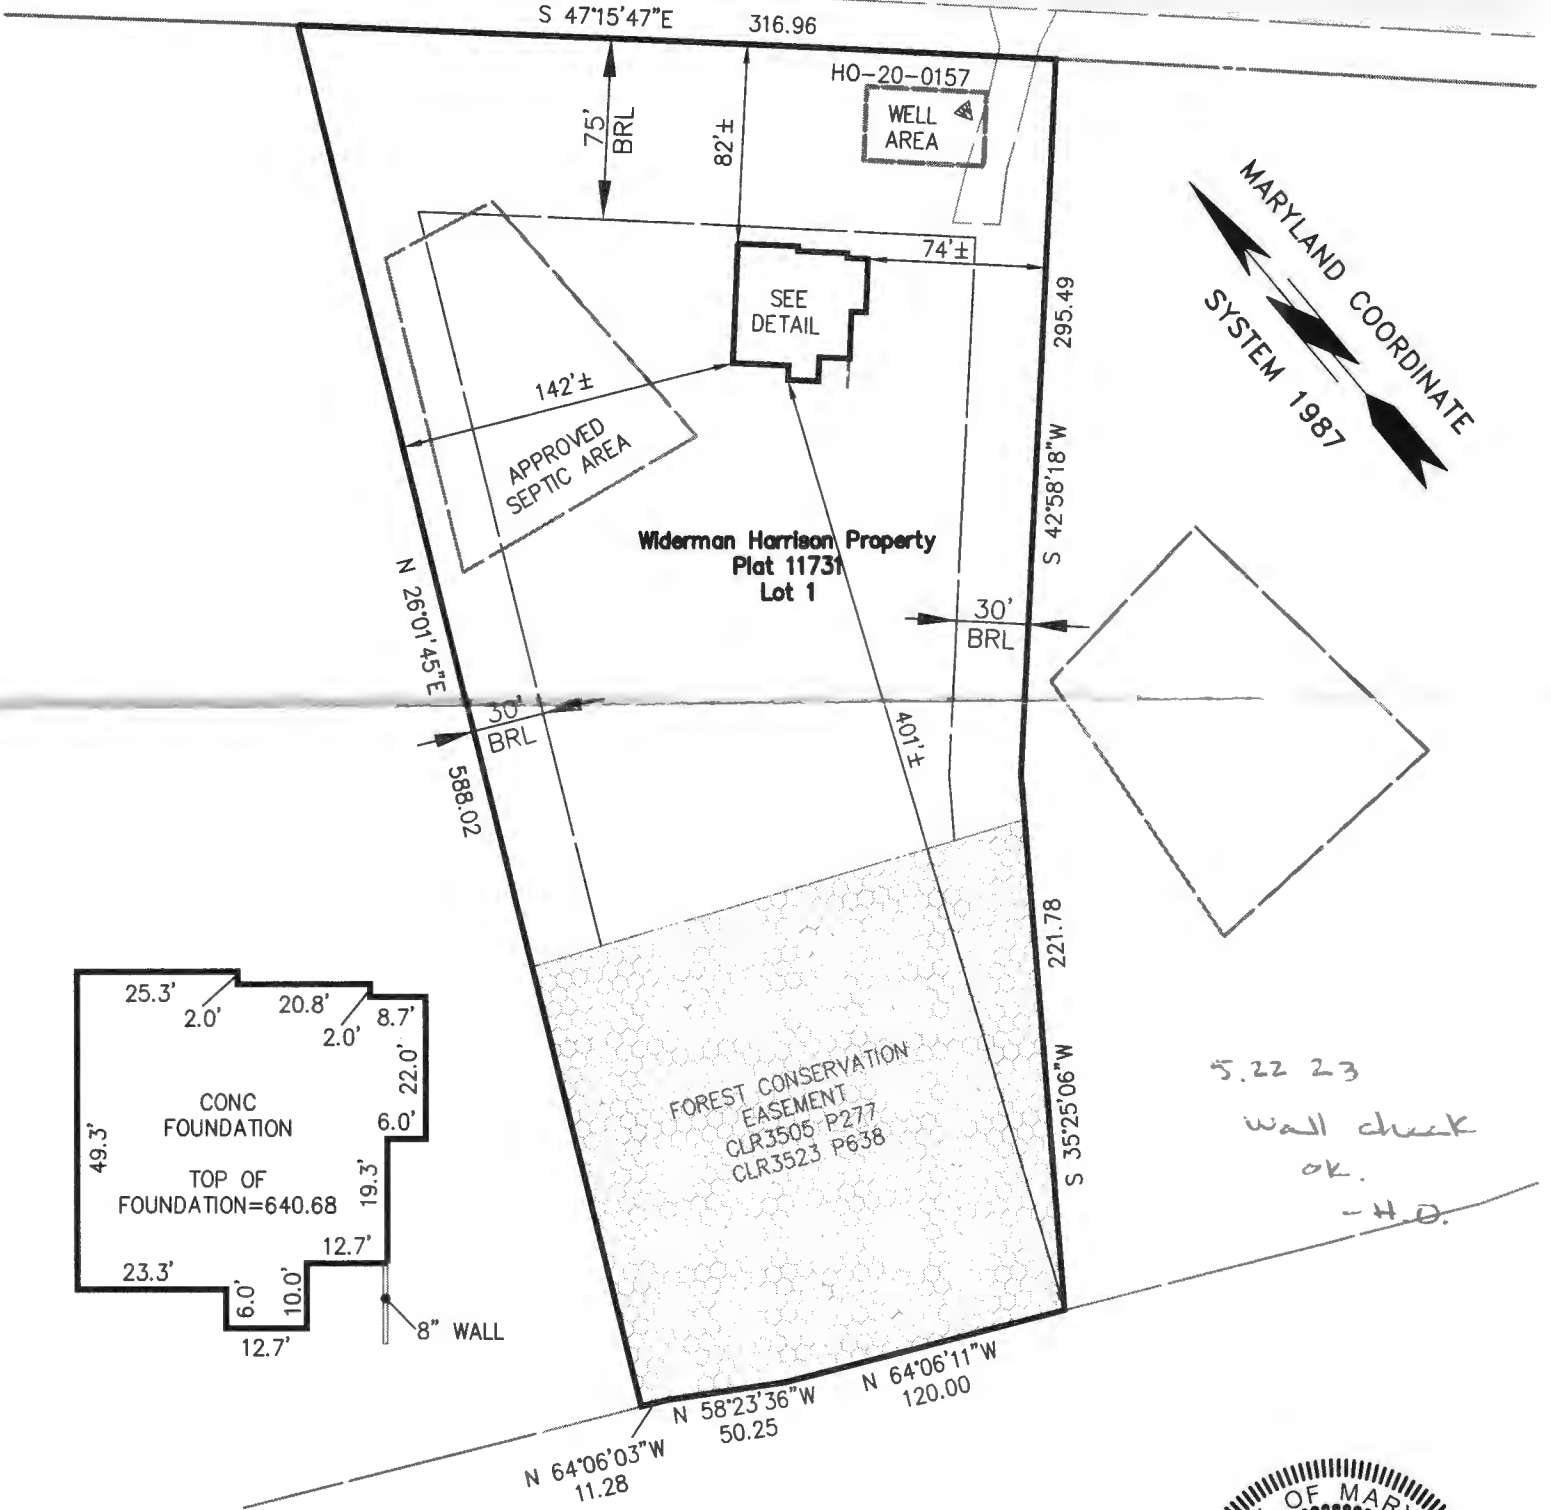 S 47°15'47"E 316.96
HO-20-0157
WELL
AREA
75'
BRL
82'±
74'±
SEE
DETAIL
295.49
S 42°58'18"W
MARYLAND COORDINATE
SYSTEM 1987
142'±
APPROVED
SEPTIC AREA
Widerman Harrison Property
Plat 11731
Lot 1
N 26°01'45"E
588.02
30'
BRL
30'
BRL
401'±
221.78
S 35°25'06"W
FOREST CONSERVATION
EASEMENT
CLR3505 P277
CLR3523 P638
25.3'
2.0'
20.8'
2.0'
8.7'
22.0'
6.0'
CONC
FOUNDATION
49.3'
TOP OF
FOUNDATION=640.68
19.3'
12.7'
23.3'
6.0'
10.0'
12.7'
8" WALL
5.22 23
wall check
ok.
- H.O.
N 64°06'11"W
120.00
N 58°23'36"W
50.25
N 64°06'03"W
11.28
OF MARY